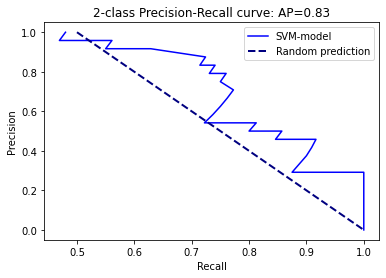 2-class Precision-Recall curve: AP=0.83
SVM-model
Random prediction
Precision
1.0
0.8
0.6
0.4
0.2
0.0
0.5
0.6
0.7
0.8
0.9
1.0
Recall